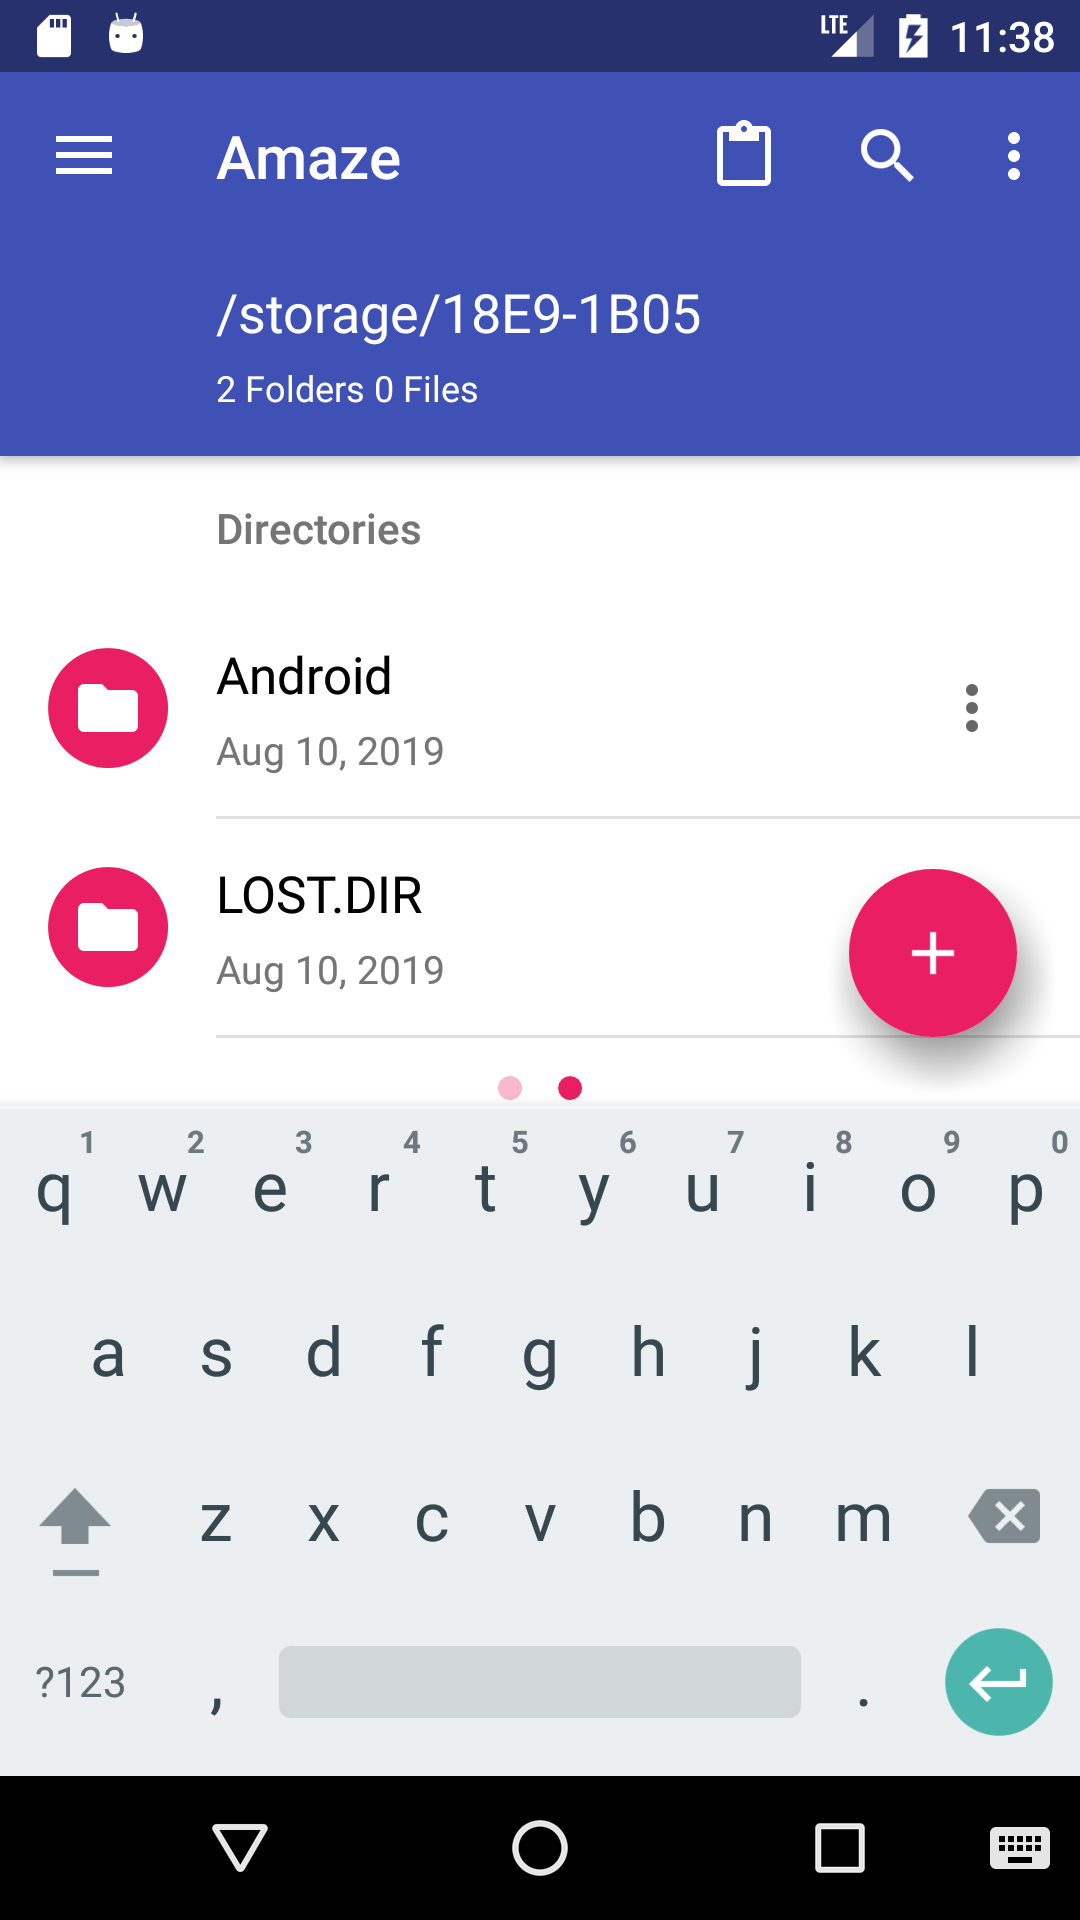 LTE 11:38
Amaze
/storage/18E9-1B05
2 Folders 0 Files
Directories
Android
Aug 10, 2019
LOST.DIR
Aug 10, 2019
1 2 3 4 5 6 7 8 9 0
q w e r t y u i o p
a s d f g h j k l
z x c v b n m
?123 , .